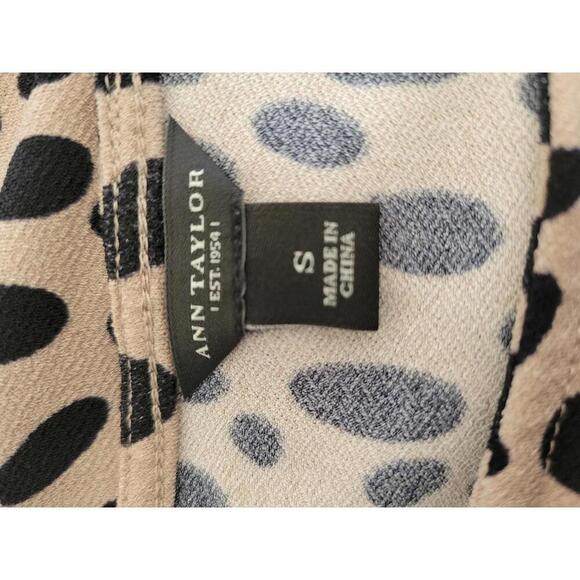 ANN TAYLOR
| EST. 1954 |
S
MADE IN
CHINA